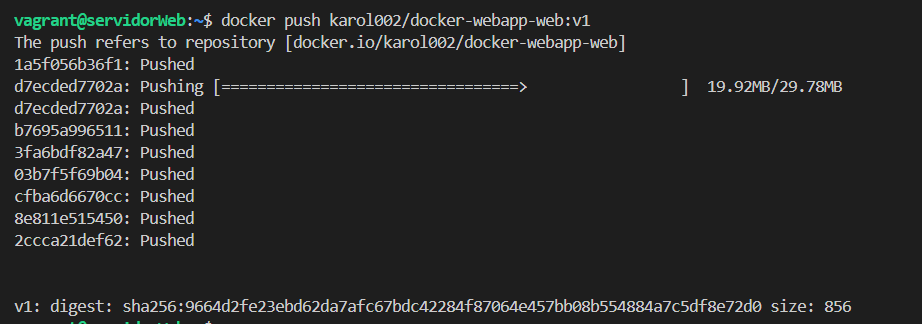 vagrant@servidorWeb:~$ docker push karol002/docker-webapp-web:v1
The push refers to repository [docker.io/karol002/docker-webapp-web]
1a5f056b36f1: Pushed
d7ecded7702a: Pushing [=================================>                 ]  19.92MB/29.78MB
d7ecded7702a: Pushed
b7695a996511: Pushed
3fa6bdf82a47: Pushed
03b7f5f69b04: Pushed
cfba6d6670cc: Pushed
8e811e515450: Pushed
2ccca21def62: Pushed
v1: digest: sha256:9664d2fe23ebd62da7afc67bdc42284f87064e457bb08b554884a7c5df8e72d0 size: 856